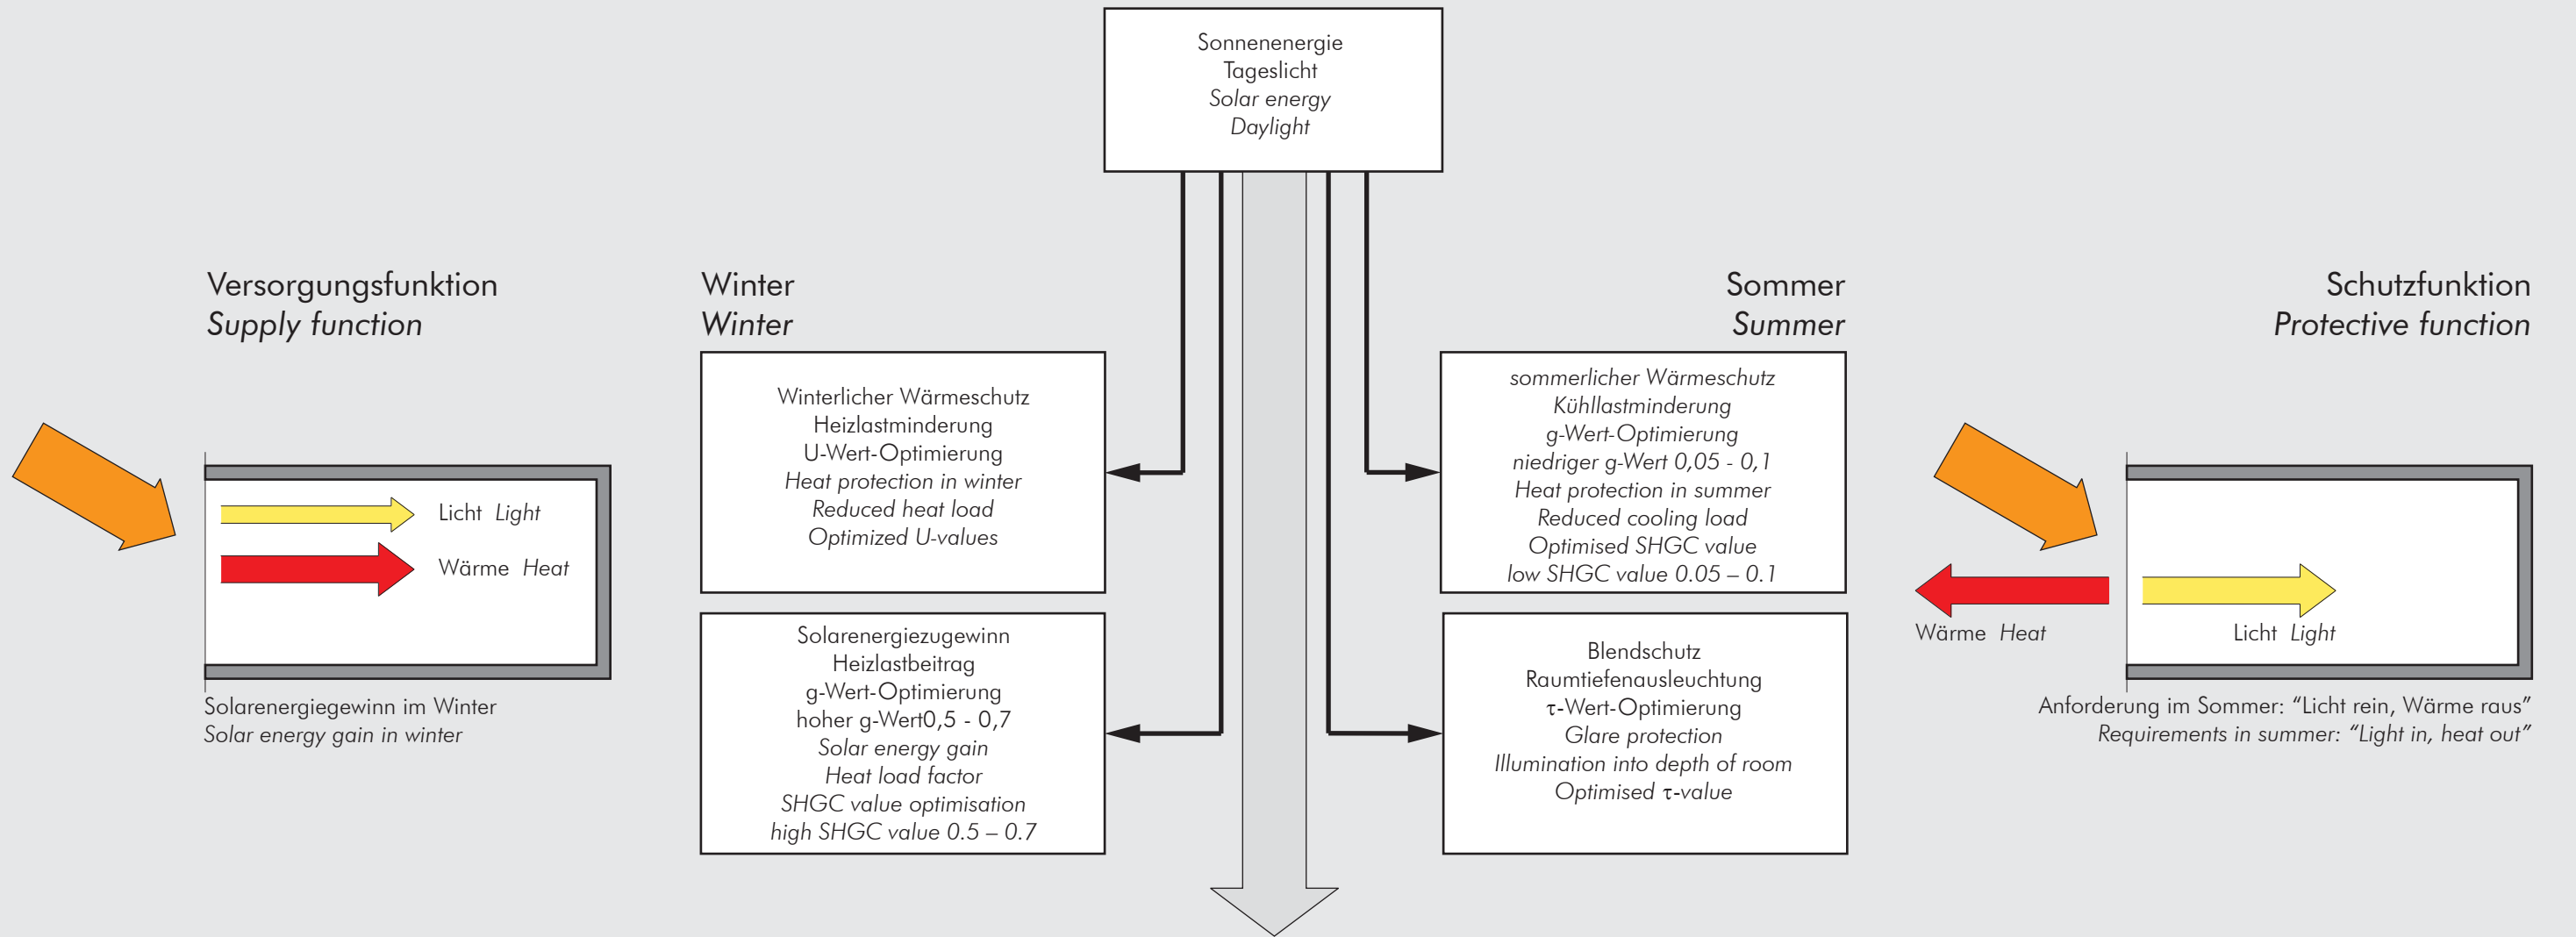 Sonnenenergie
Tageslicht
Solar energy
Daylight
Versorgungsfunktion
Supply function
Licht Light
Wärme Heat
Solarenergiegewinn im Winter
Solar energy gain in winter
Winter
Winter
Winterlicher Wärmeschutz
Heizlastminderung
U-Wert-Optimierung
Heat protection in winter
Reduced heat load
Optimized U-values
Solarenergiezugewinn
Heizlastbeitrag
g-Wert-Optimierung
hoher g-Wert0,5 - 0,7
Solar energy gain
Heat load factor
SHGC value optimisation
high SHGC value 0.5 – 0.7
Sommer
Summer
sommerlicher Wärmeschutz
Kühllastminderung
g-Wert-Optimierung
niedriger g-Wert 0,05 - 0,1
Heat protection in summer
Reduced cooling load
Optimised SHGC value
low SHGC value 0.05 – 0.1
Blendschutz
Raumtiefenausleuchtung
τ-Wert-Optimierung
Glare protection
Illumination into depth of room
Optimised τ-value
Schutzfunktion
Protective function
Wärme Heat
Licht Light
Anforderung im Sommer: “Licht rein, Wärme raus”
Requirements in summer: “Light in, heat out”